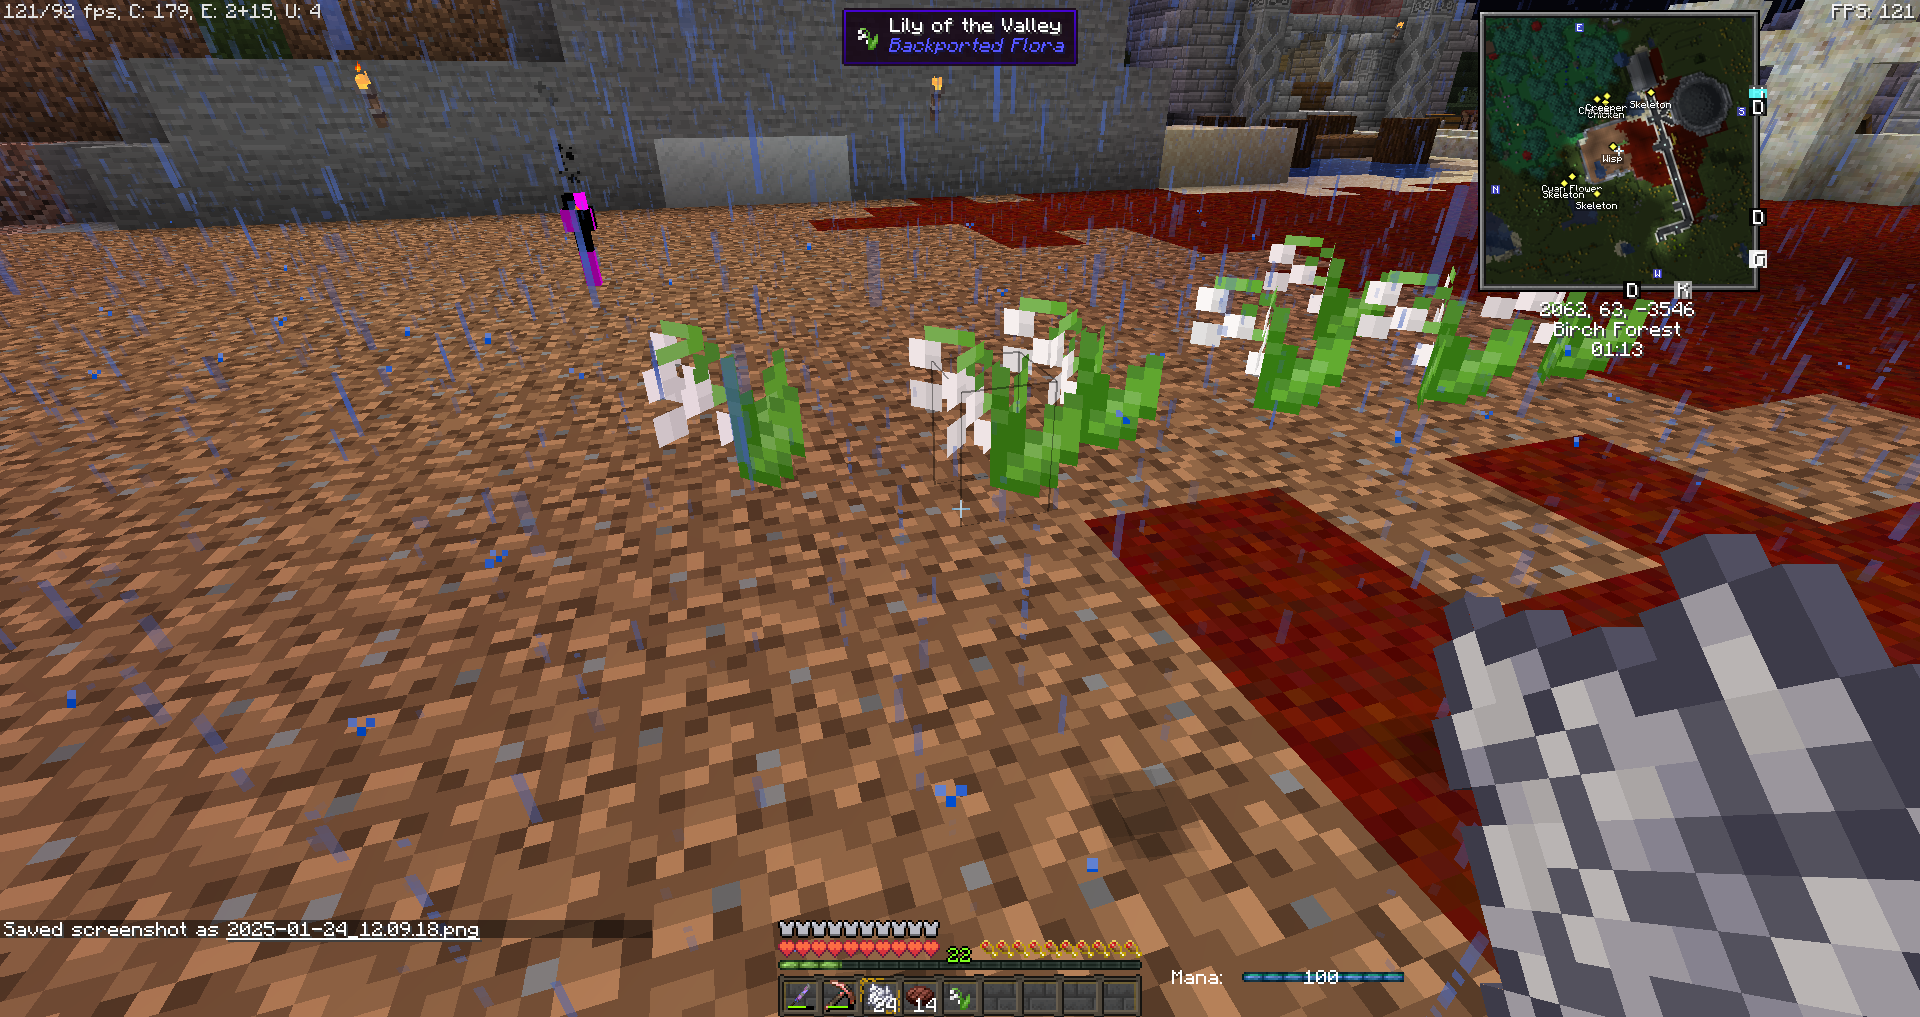 121/92 fps, C: 179, E: 2+15, U: 4
Lily of the Valley
Backported Flora
FPS: 121
E
Creeper
Skeleton
Chicken
S
D
Wisp
N
Cyan Flower
Skeleton
Skeleton
D
W
G
D
K
2062, 63, -3546
Birch Forest
01:13
Saved screenshot as 2025-01-24_12.09.18.png
22
Mana: 100
24
14